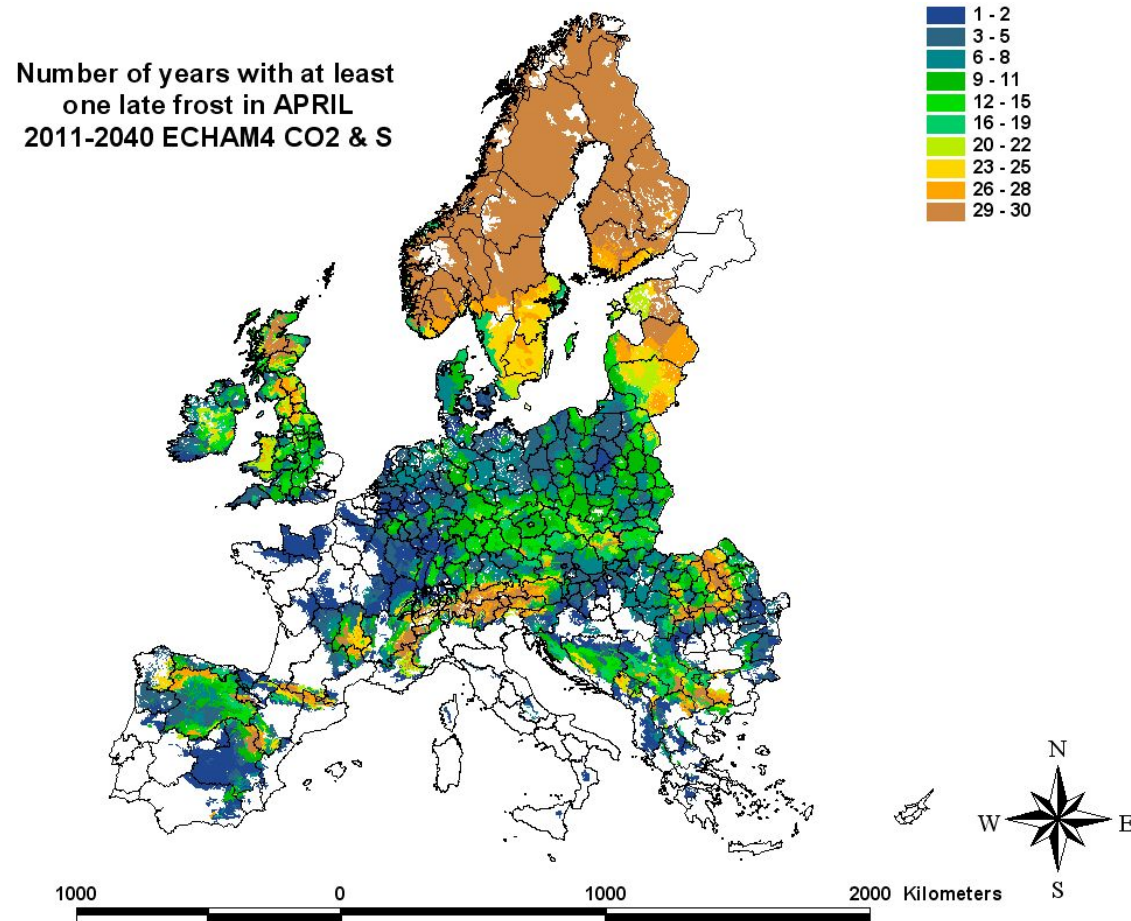 Number of years with at least
one late frost in APRIL
2011-2040 ECHAM4 CO2 & S
1 - 2
3 - 5
6 - 8
9 - 11
12 - 15
16 - 19
20 - 22
23 - 25
26 - 28
29 - 30
N
W
E
S
1000
0
1000
2000 Kilometers